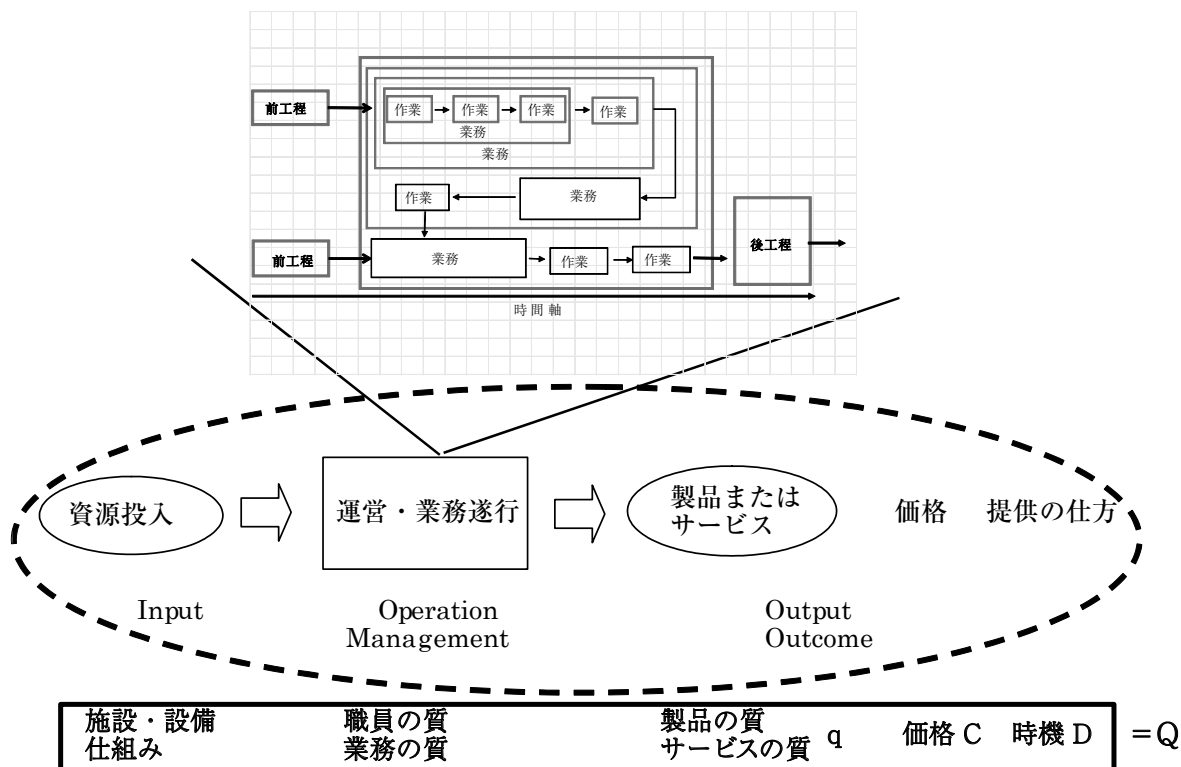 前工程
作業
作業
作業
作業
業務
業務
作業
業務
前工程
業務
作業
作業
後工程
時間軸
資源投入
運営・業務遂行
製品または
サービス
価格
提供の仕方
Input
Operation
Management
Output
Outcome
施設・設備
仕組み
職員の質
業務の質
製品の質
サービスの質
q
価格 C
時機 D
＝Q